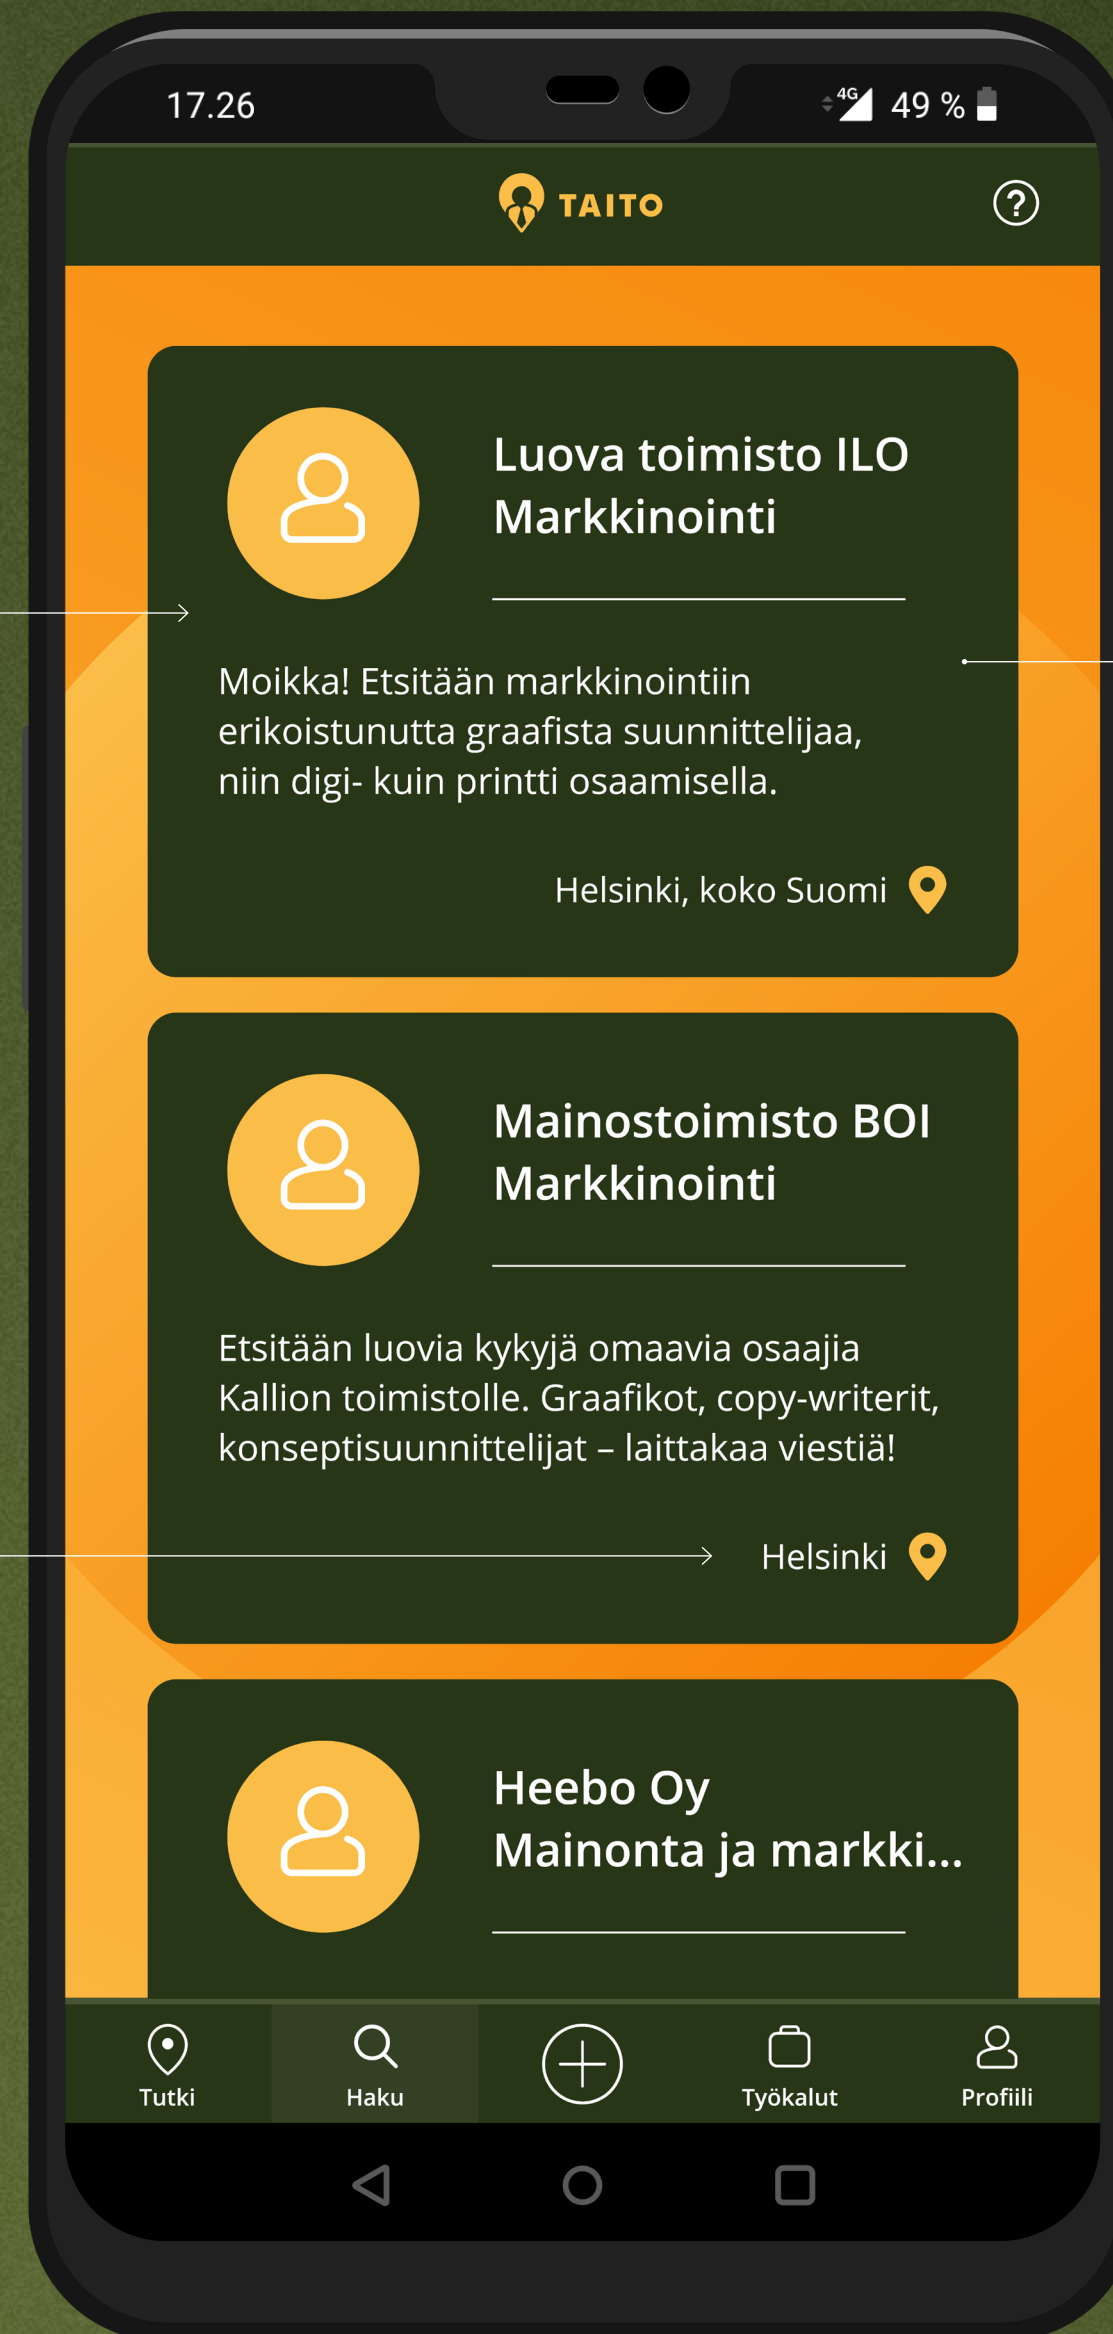 17.26
4G 49 %
TAITO
?
Luova toimisto ILO
Markkinointi
Moikka! Etsitään markkinointiin
erikoistunutta graafista suunnittelijaa,
niin digi- kuin printti osaamisella.
Helsinki, koko Suomi
Mainostoimisto BOI
Markkinointi
Etsitään luovia kykyjä omaavia osaajia
Kallion toimistolle. Graafikot, copy-writerit,
konseptisuunnittelijat – laittakaa viestiä!
Helsinki
Heebo Oy
Mainonta ja markki...
Tutki
Haku
Työkalut
Profiili